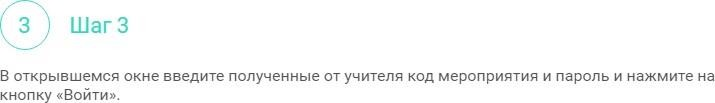 3 Шаг 3
В открывшемся окне введите полученные от учителя код мероприятия и пароль и нажмите на
кнопку «Войти».